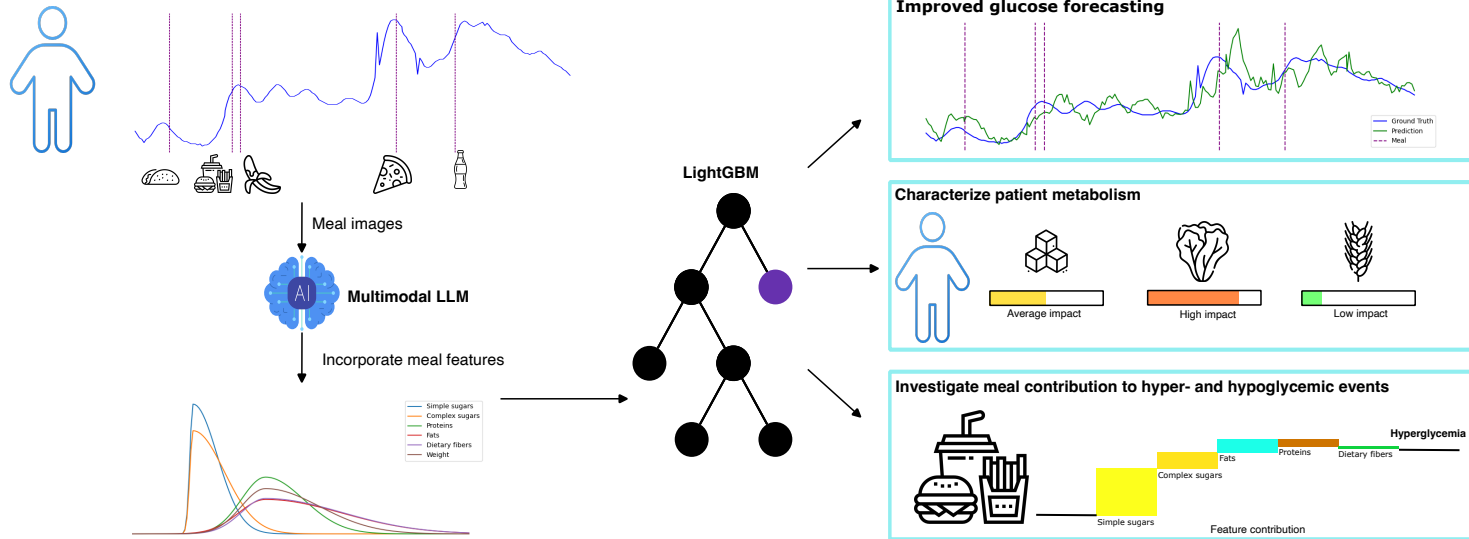 Meal images
AI
Multimodal LLM
Incorporate meal features
Simple sugars
Complex sugars
Proteins
Fats
Dietary fibers
Weight
LightGBM
Improved glucose forecasting
Ground Truth
Prediction
Meal
Characterize patient metabolism
Average impact
High impact
Low impact
Investigate meal contribution to hyper- and hypoglycemic events
Hyperglycemia
Simple sugars
Complex sugars
Fats
Proteins
Dietary fibers
Feature contribution